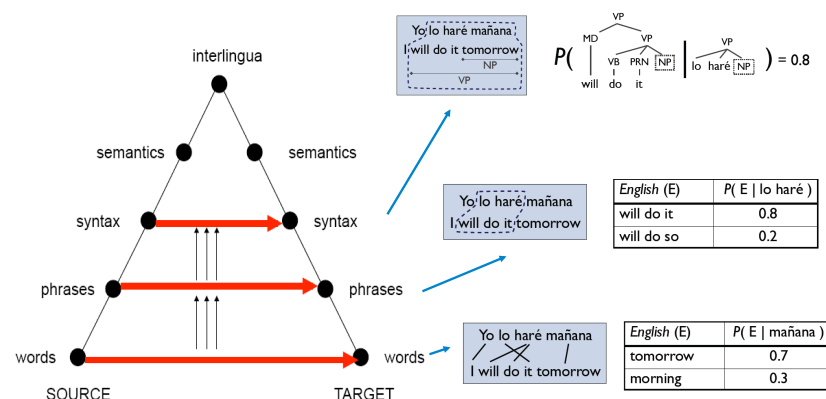 interlingua
semantics semantics
syntax syntax
phrases phrases
words words
SOURCE TARGET
Yo lo haré mañana
I will do it tomorrow
NP
VP
P( VP
MD VP
VB PRN NP
will do it
| VP
lo haré NP
) = 0.8
Yo lo haré mañana
I will do it tomorrow
English (E) P( E | lo haré )
will do it 0.8
will do so 0.2
Yo lo haré mañana
I will do it tomorrow
English (E) P( E | mañana )
tomorrow 0.7
morning 0.3